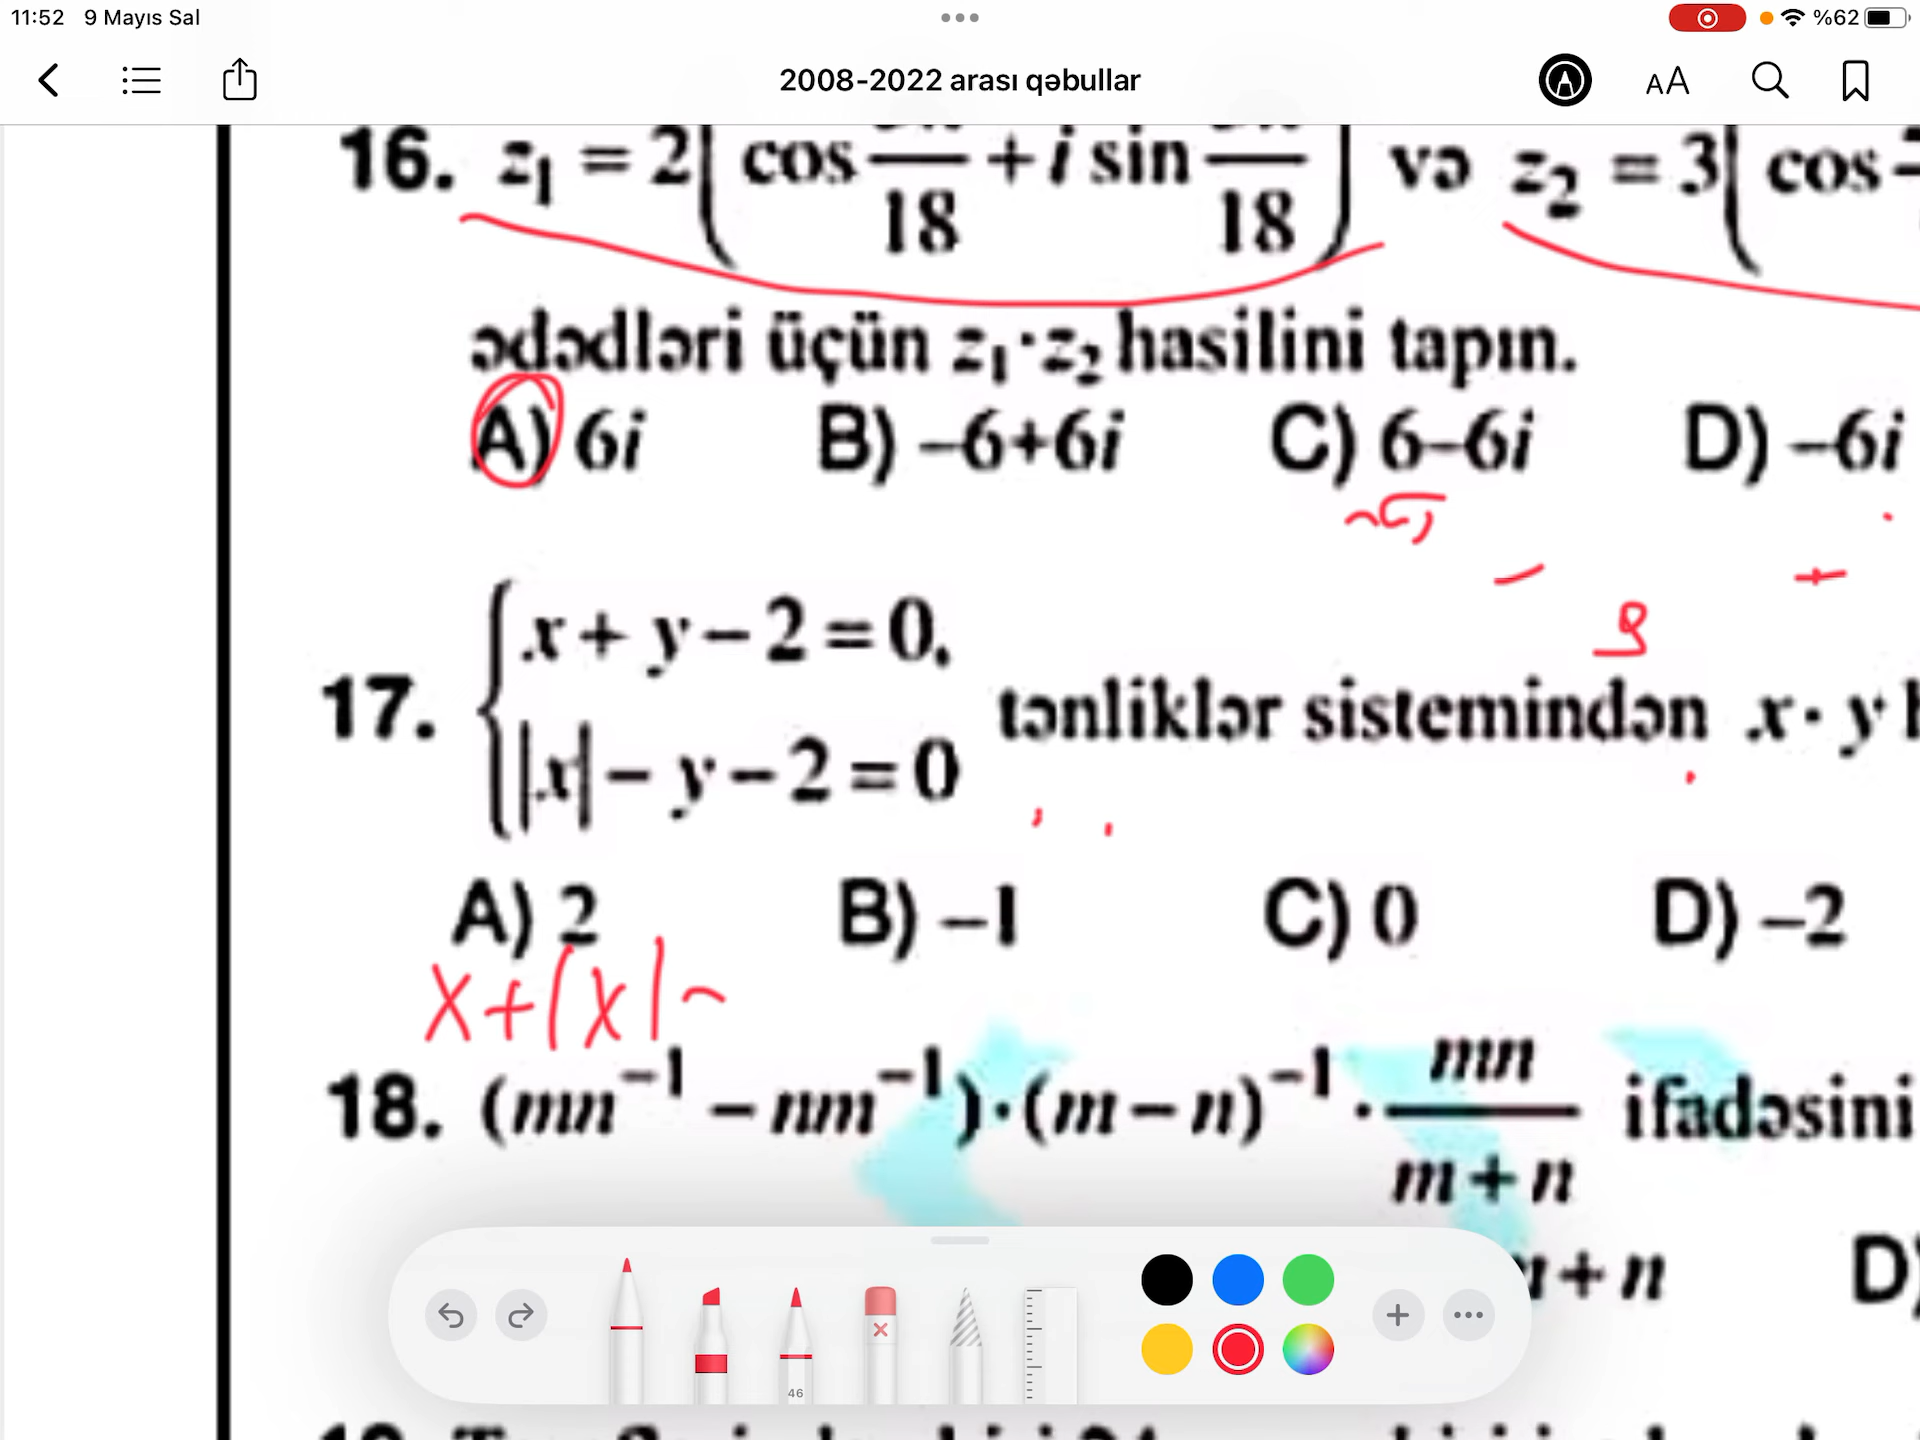 11:52 9 Mayıs Sal %62
2008-2022 arası qəbullar AA
16. z₁ = 2( cos —/18 + i sin —/18 ) və z₂ = 3( cos
ədədləri üçün z₁·z₂ hasilini tapın.
A) 6i B) –6+6i C) 6–6i D) –6i
17. { x + y – 2 = 0, |x| – y – 2 = 0 tənliklər sistemindən x· y
A) 2 B) –1 C) 0 D) –2
x+|x|-
18. (mn⁻¹ – nm⁻¹)·(m – n)⁻¹ · mn/m + n ifadəsini
+ n D)
46